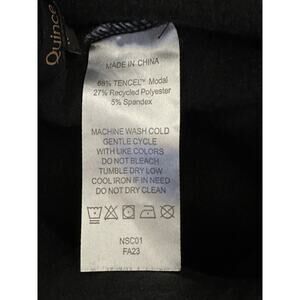 Quince
MADE IN CHINA
68% TENCEL™ Modal
27% Recycled Polyester
5% Spandex
MACHINE WASH COLD
GENTLE CYCLE
WITH LIKE COLORS
DO NOT BLEACH
TUMBLE DRY LOW
COOL IRON IF IN NEED
DO NOT DRY CLEAN
NSC01
FA23